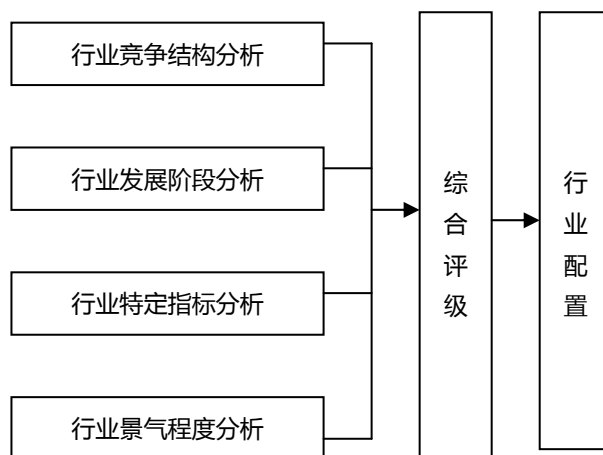 行业竞争结构分析
行业发展阶段分析
行业特定指标分析
行业景气程度分析
综合评级
行业配置